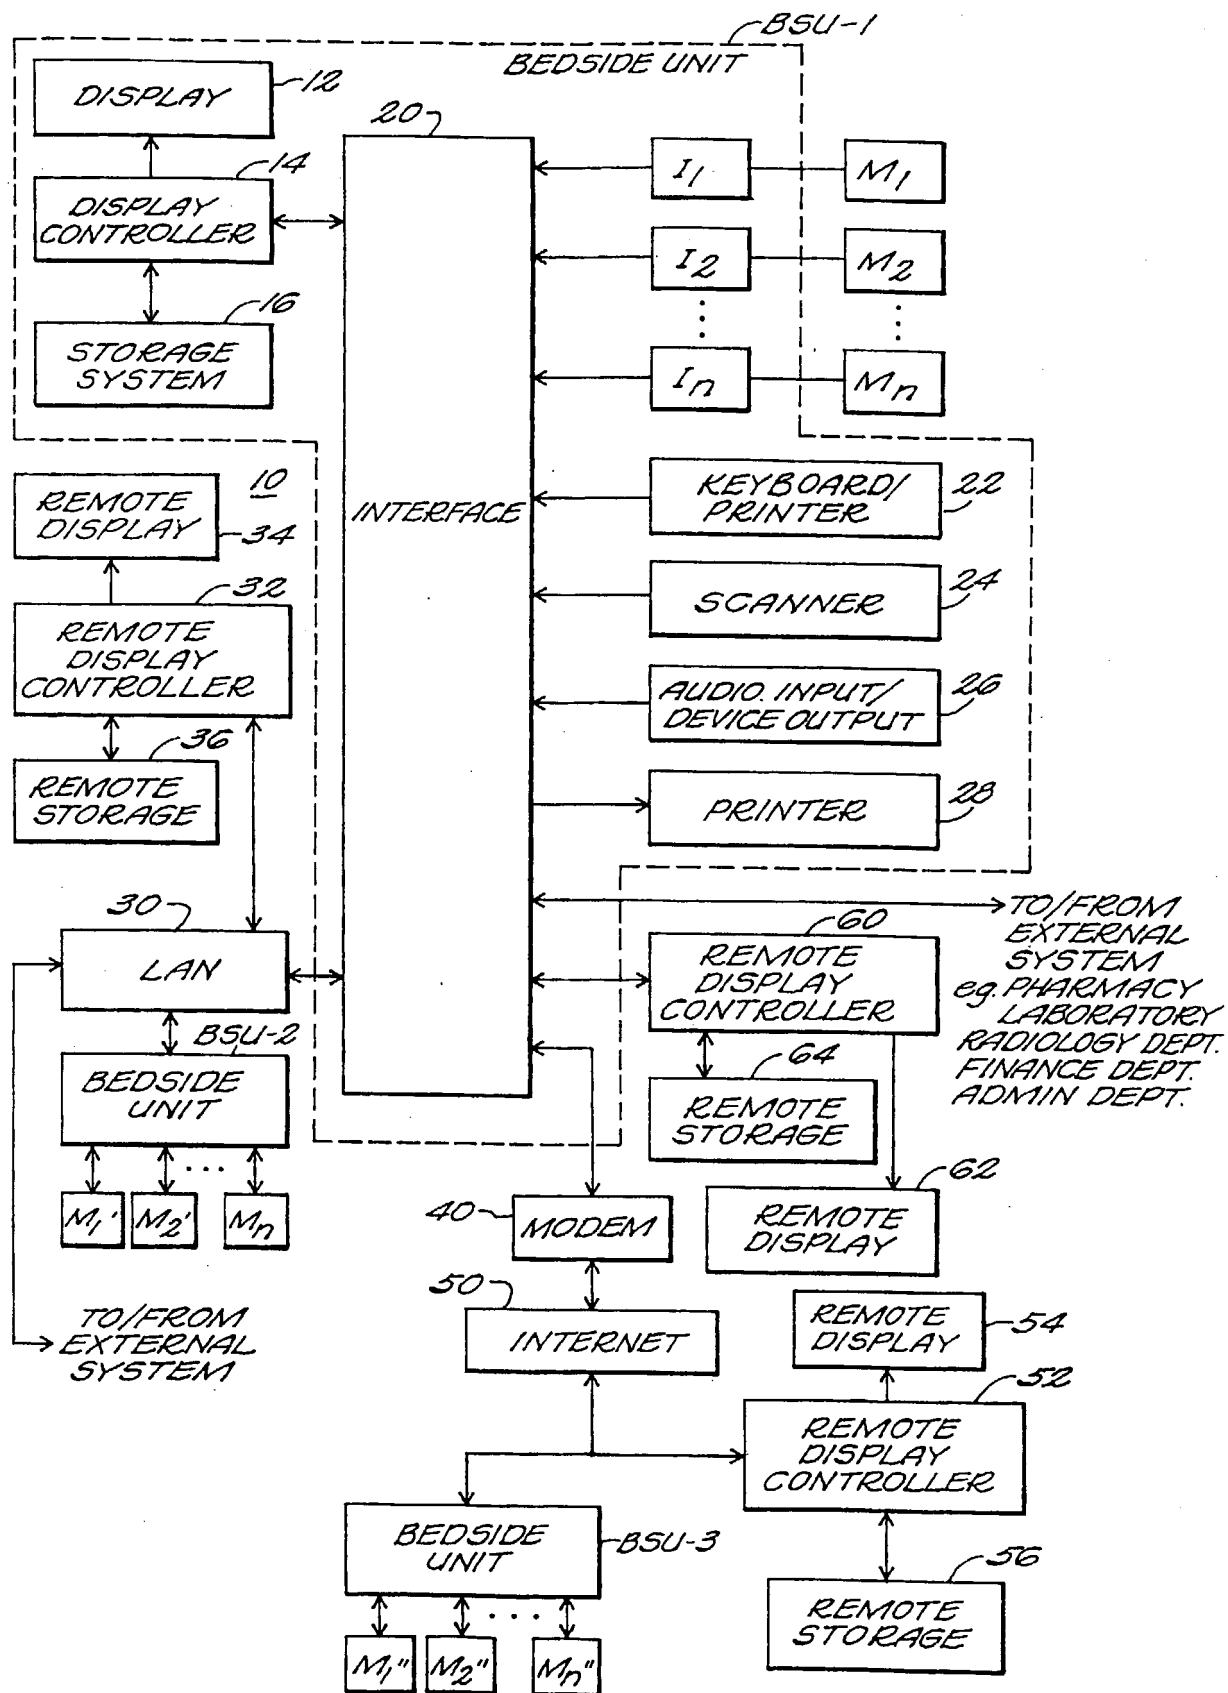 BSU-1
BEDSIDE UNIT
DISPLAY
12
20
14
DISPLAY
CONTROLLER
I1
M1
I2
M2
16
STORAGE
SYSTEM
In
Mn
10
REMOTE
DISPLAY
34
INTERFACE
KEYBOARD/
PRINTER
22
32
REMOTE
DISPLAY
CONTROLLER
SCANNER
24
AUDIO. INPUT/
DEVICE OUTPUT
26
36
REMOTE
STORAGE
PRINTER
28
30
LAN
TO/FROM
EXTERNAL
SYSTEM
eg. PHARMACY
LABORATORY
RADIOLOGY DEPT.
FINANCE DEPT.
ADMIN DEPT.
60
REMOTE
DISPLAY
CONTROLLER
BSU-2
BEDSIDE
UNIT
64
REMOTE
STORAGE
M1'
M2'
Mn
62
REMOTE
DISPLAY
40
MODEM
50
INTERNET
TO/FROM
EXTERNAL
SYSTEM
REMOTE
DISPLAY
54
52
REMOTE
DISPLAY
CONTROLLER
BEDSIDE
UNIT
BSU-3
56
REMOTE
STORAGE
M1"
M2"
Mn"